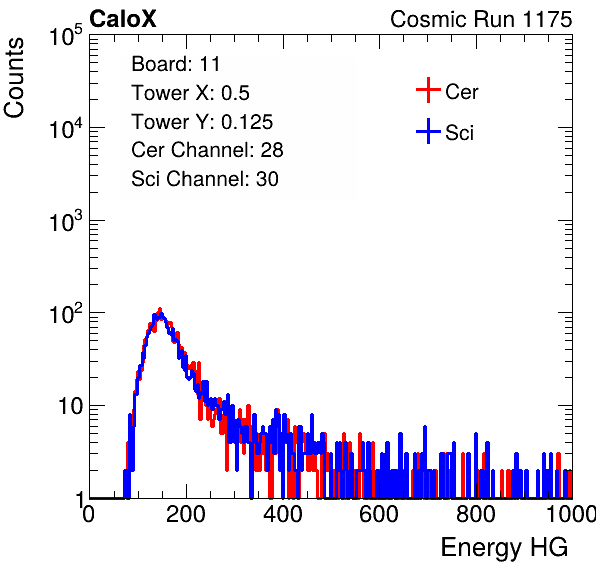 CaloX
Cosmic Run 1175
Counts
10^5
10^4
10^3
10^2
10
1
Board: 11
Tower X: 0.5
Tower Y: 0.125
Cer Channel: 28
Sci Channel: 30
Cer
Sci
0 200 400 600 800 1000
Energy HG